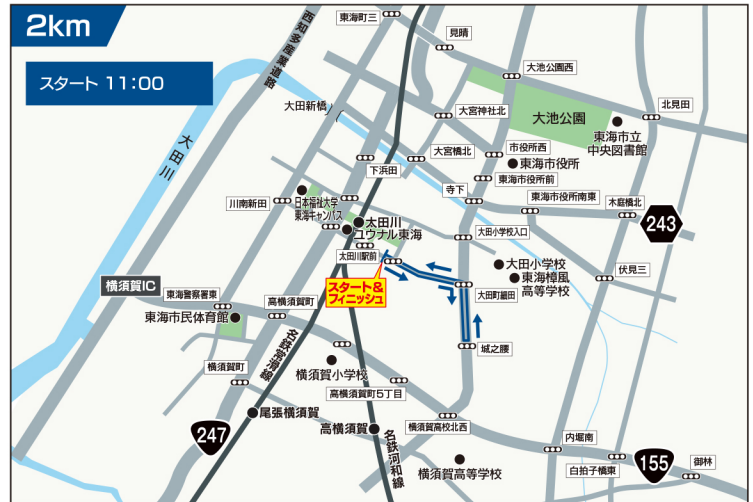 2km
スタート 11:00
東海町三
見晴
西知多産業道路
大池公園西
大田新橋
大宮神社北
大池公園
北見田
東海市立
中央図書館
大田川
大宮橋北
市役所西
東海市役所
下浜田
東海市役所前
寺下
東海市役所南東
木庭橋北
川南新田
日本福祉大学
東海キャンパス
太田川
ユウナル東海
243
大田小学校入口
太田川駅前
大田小学校
伏見三
東海樟風
高等学校
横須賀IC
スタート&
フィニッシュ
大田町細田
東海警察署東
高横須賀町
東海市民体育館
城之腰
名鉄常滑線
横須賀町
横須賀小学校
高横須賀町5丁目
尾張横須賀
247
高横須賀
名鉄河和線
横須賀高校北西
横須賀高等学校
内堀南
白拍子橋東
155
御林